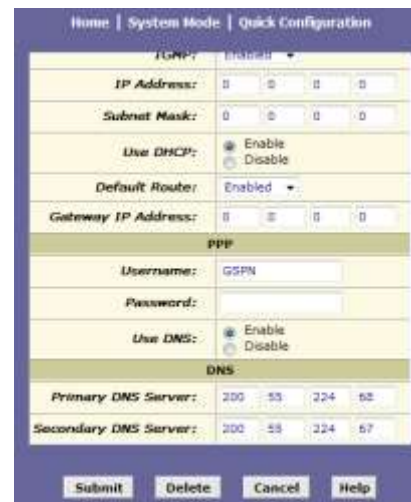 Home | System Mode | Quick Configuration
IGMP: Enabled
IP Address: 0 0 0 0
Subnet Mask: 0 0 0 0
Use DHCP: Enable
Disable
Default Route: Enabled
Gateway IP Address: 0 0 0 0
PPP
Username: GSPN
Password:
Use DNS: Enable
Disable
DNS
Primary DNS Server: 200 55 224 68
Secondary DNS Server: 200 55 224 67
Submit Delete Cancel Help